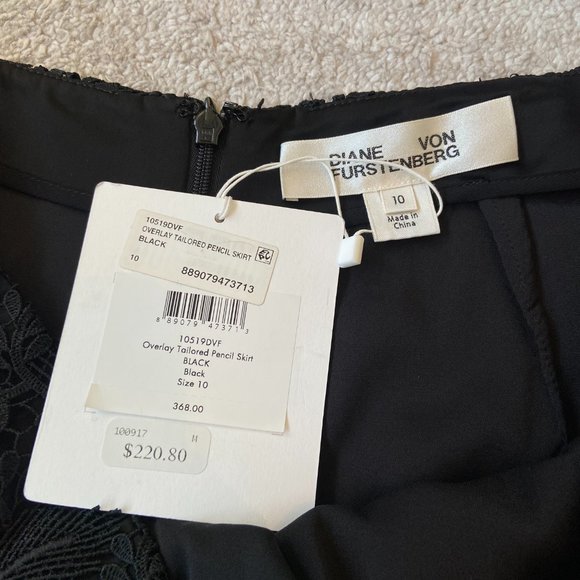 DIANE VON
FURSTENBERG
10
Made in
China
10519DVF
OVERLAY TAILORED PENCIL SKIRT
BLACK
10
889079473713
8 89079 47371 3
10519DVF
Overlay Tailored Pencil Skirt
BLACK
Black
Size 10
368.00
100917 M
$220.80